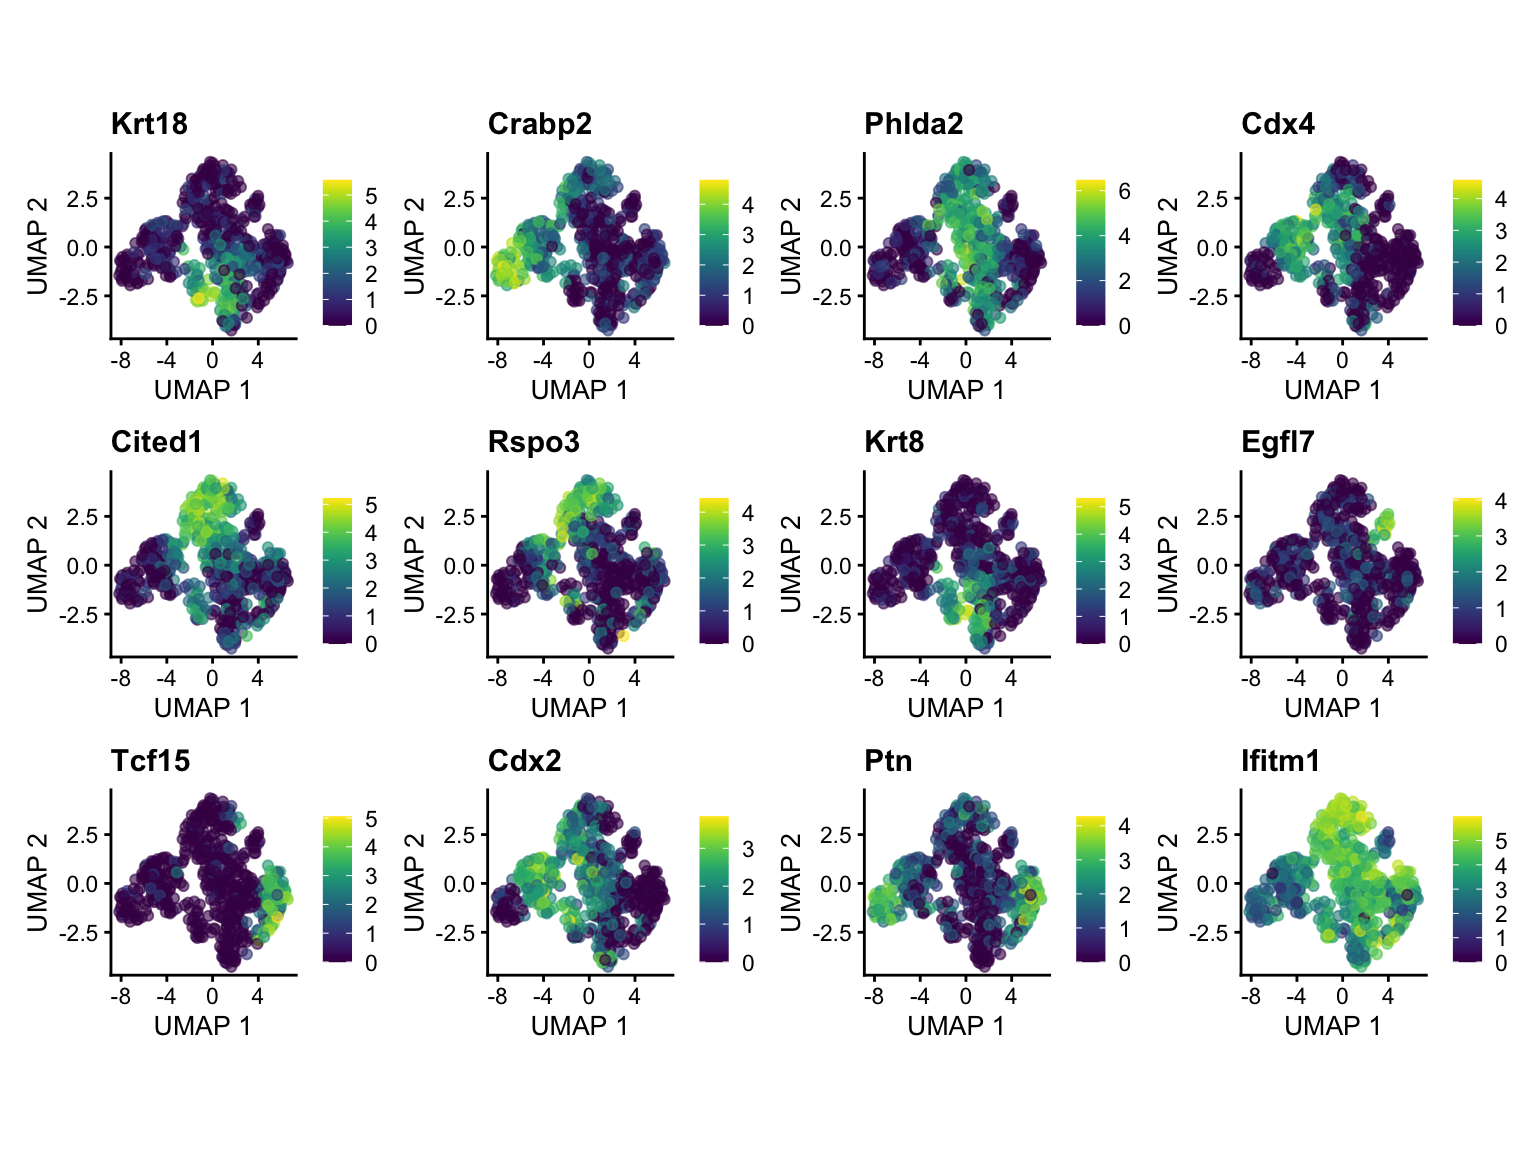 Krt18 Crabp2 Phlda2 Cdx4
UMAP 2 2.5 0.0 -2.5 5 4 3 2 1 0 UMAP 2 2.5 0.0 -2.5 4 3 2 1 0 UMAP 2 2.5 0.0 -2.5 6 4 2 0 UMAP 2 2.5 0.0 -2.5 4 3 2 1 0
-8 -4 0 4 -8 -4 0 4 -8 -4 0 4 -8 -4 0 4
UMAP 1 UMAP 1 UMAP 1 UMAP 1
Cited1 Rspo3 Krt8 Egfl7
UMAP 2 2.5 0.0 -2.5 5 4 3 2 1 0 UMAP 2 2.5 0.0 -2.5 4 3 2 1 0 UMAP 2 2.5 0.0 -2.5 5 4 3 2 1 0 UMAP 2 2.5 0.0 -2.5 4 3 2 1 0
-8 -4 0 4 -8 -4 0 4 -8 -4 0 4 -8 -4 0 4
UMAP 1 UMAP 1 UMAP 1 UMAP 1
Tcf15 Cdx2 Ptn Ifitm1
UMAP 2 2.5 0.0 -2.5 5 4 3 2 1 0 UMAP 2 2.5 0.0 -2.5 3 2 1 0 UMAP 2 2.5 0.0 -2.5 4 3 2 1 0 UMAP 2 2.5 0.0 -2.5 5 4 3 2 1 0
-8 -4 0 4 -8 -4 0 4 -8 -4 0 4 -8 -4 0 4
UMAP 1 UMAP 1 UMAP 1 UMAP 1